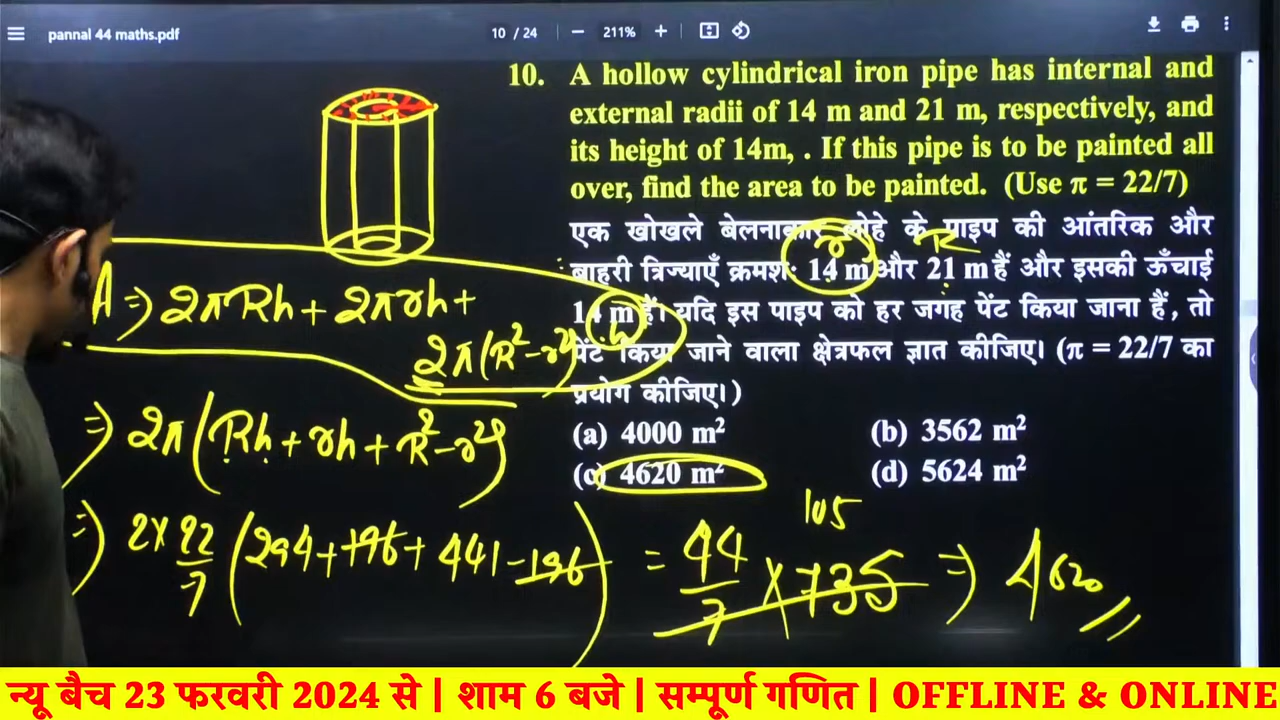 pannal 44 maths.pdf
10 / 24
211%
10. A hollow cylindrical iron pipe has internal and
external radii of 14 m and 21 m, respectively, and
its height of 14m, . If this pipe is to be painted all
over, find the area to be painted. (Use π = 22/7)
एक खोखले बेलनाकार लोहे के पाइप की आंतरिक और
r R
बाहरी त्रिज्याएँ क्रमशः 14 m और 21 m हैं और इसकी ऊँचाई
14 m हैं। यदि इस पाइप को हर जगह पेंट किया जाना हैं, तो
h
पेंट किया जाने वाला क्षेत्रफल ज्ञात कीजिए। (π = 22/7 का
प्रयोग कीजिए।)
(a) 4000 m² (b) 3562 m²
(c) 4620 m² (d) 5624 m²
A ⇒ 2πRh + 2πrh +
2π(R²-r²)
⇒ 2π(Rh + rh + R²-r²)
⇒ 2×22/7 (294+196+441-196) = 44/7 × 735 ⇒ 4620
105
न्यू बैच 23 फरवरी 2024 से | शाम 6 बजे | सम्पूर्ण गणित | OFFLINE & ONLINE